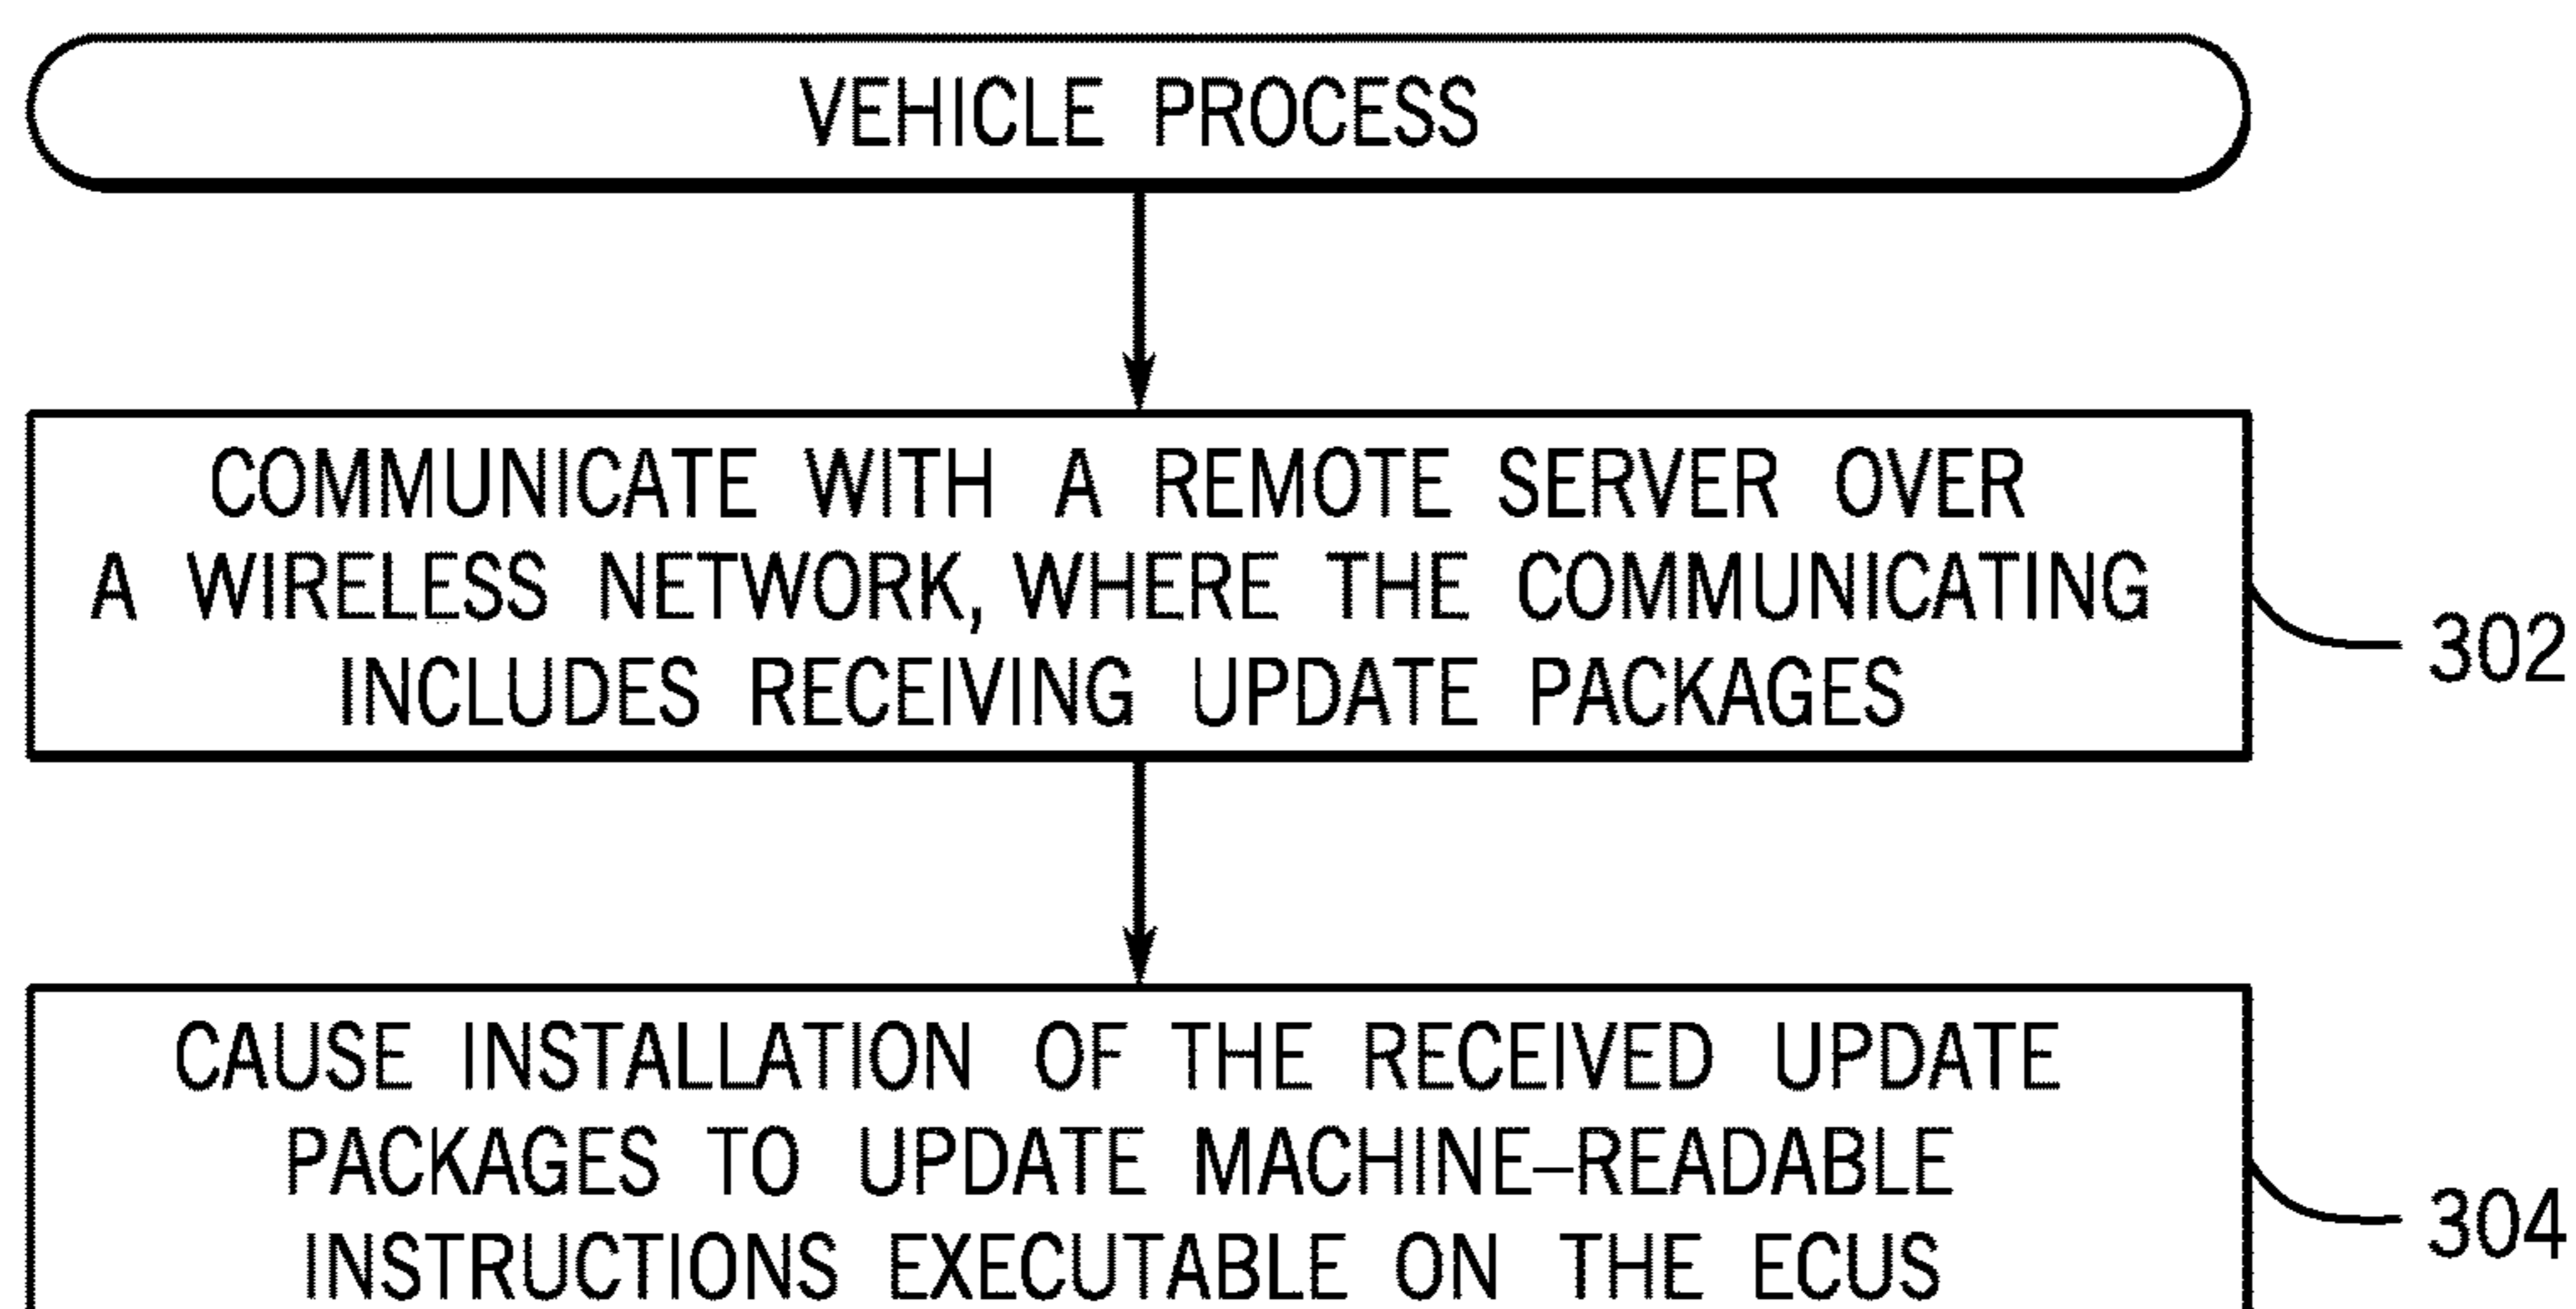 VEHICLE PROCESS
COMMUNICATE WITH A REMOTE SERVER OVER
A WIRELESS NETWORK, WHERE THE COMMUNICATING
INCLUDES RECEIVING UPDATE PACKAGES
302
CAUSE INSTALLATION OF THE RECEIVED UPDATE
PACKAGES TO UPDATE MACHINE–READABLE
INSTRUCTIONS EXECUTABLE ON THE ECUS
304